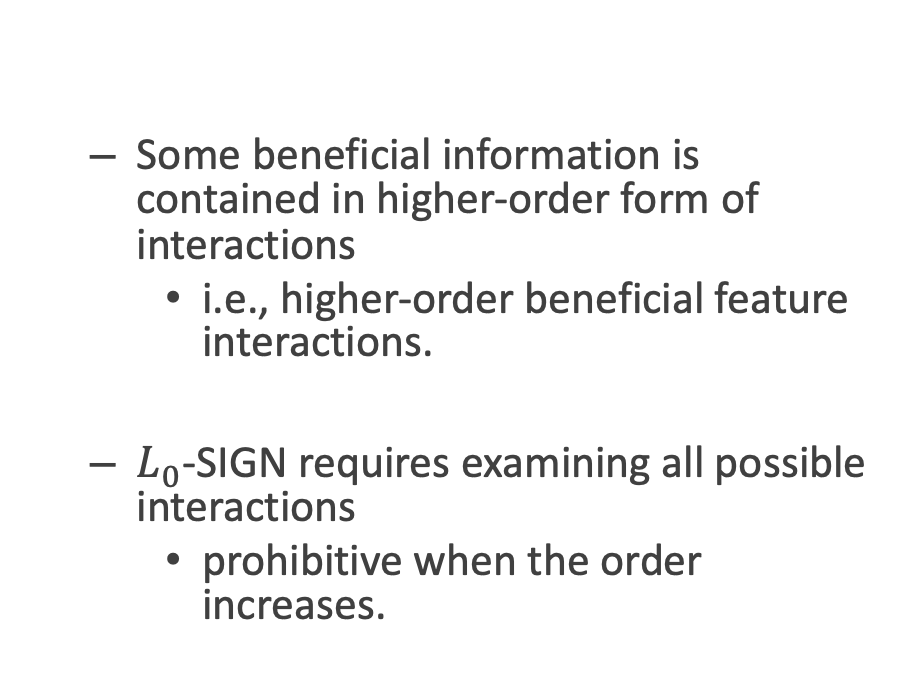 – Some beneficial information is
contained in higher-order form of
interactions
• i.e., higher-order beneficial feature
interactions.
– L₀-SIGN requires examining all possible
interactions
• prohibitive when the order
increases.